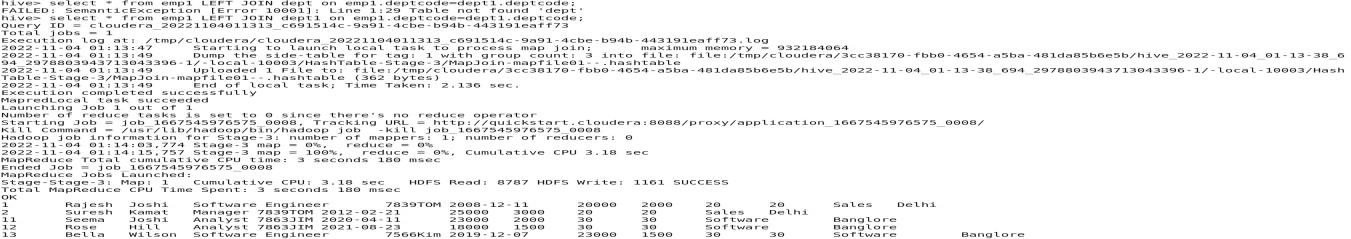 hive> select * from emp1 LEFT JOIN dept on emp1.deptcode=dept1.deptcode;
FAILED: SemanticException [Error 10001]: Line 1:29 Table not found 'dept'
hive> select * from emp1 LEFT JOIN dept1 on emp1.deptcode=dept1.deptcode;
Query ID = cloudera_20221104011313_c691514c-9a91-4cbe-b94b-443191eaff73
Total jobs = 1
Execution log at: /tmp/cloudera/cloudera_20221104011313_c691514c-9a91-4cbe-b94b-443191eaff73.log
2022-11-04 01:13:47 Starting to launch local task to process map join; maximum memory = 932184064
2022-11-04 01:13:49 Dump the side-table for tag: 1 with group count: 3 into file: file:/tmp/cloudera/3cc38170-fbb0-4654-a5ba-481da85b6e5b/hive_2022-11-04_01-13-38_6
94_2978803943713043396-1/-local-10003/HashTable-Stage-3/MapJoin-mapfile01--.hashtable
2022-11-04 01:13:49 Uploaded 1 File to: file:/tmp/cloudera/3cc38170-fbb0-4654-a5ba-481da85b6e5b/hive_2022-11-04_01-13-38_694_2978803943713043396-1/-local-10003/Hash
Table-Stage-3/MapJoin-mapfile01--.hashtable (362 bytes)
2022-11-04 01:13:49 End of local task; Time Taken: 2.136 sec.
Execution completed successfully
MapredLocal task succeeded
Launching Job 1 out of 1
Number of reduce tasks is set to 0 since there's no reduce operator
Starting Job = job_1667545976575_0008, Tracking URL = http://quickstart.cloudera:8088/proxy/application_1667545976575_0008/
Kill Command = /usr/lib/hadoop/bin/hadoop job -kill job_1667545976575_0008
Hadoop job information for Stage-3: number of mappers: 1; number of reducers: 0
2022-11-04 01:14:03,774 Stage-3 map = 0%, reduce = 0%
2022-11-04 01:14:15,757 Stage-3 map = 100%, reduce = 0%, Cumulative CPU 3.18 sec
MapReduce Total cumulative CPU time: 3 seconds 180 msec
Ended Job = job_1667545976575_0008
MapReduce Jobs Launched:
Stage-Stage-3: Map: 1 Cumulative CPU: 3.18 sec HDFS Read: 8787 HDFS Write: 1161 SUCCESS
Total MapReduce CPU Time Spent: 3 seconds 180 msec
OK
1 Rajesh Joshi Software Engineer 7839TOM 2008-12-11 20000 2000 20 20 Sales Delhi
2 Suresh Kamat Manager 7839TOM 2012-02-21 25000 3000 20 20 Sales Delhi
11 Seema Joshi Analyst 7863JIM 2020-04-11 23000 2000 30 30 Software Banglore
12 Rose Hill Analyst 7863JIM 2021-08-23 18000 1500 30 30 Software Banglore
13 Bella Wilson Software Engineer 7566Kim 2019-12-07 23000 1500 30 30 Software Banglore